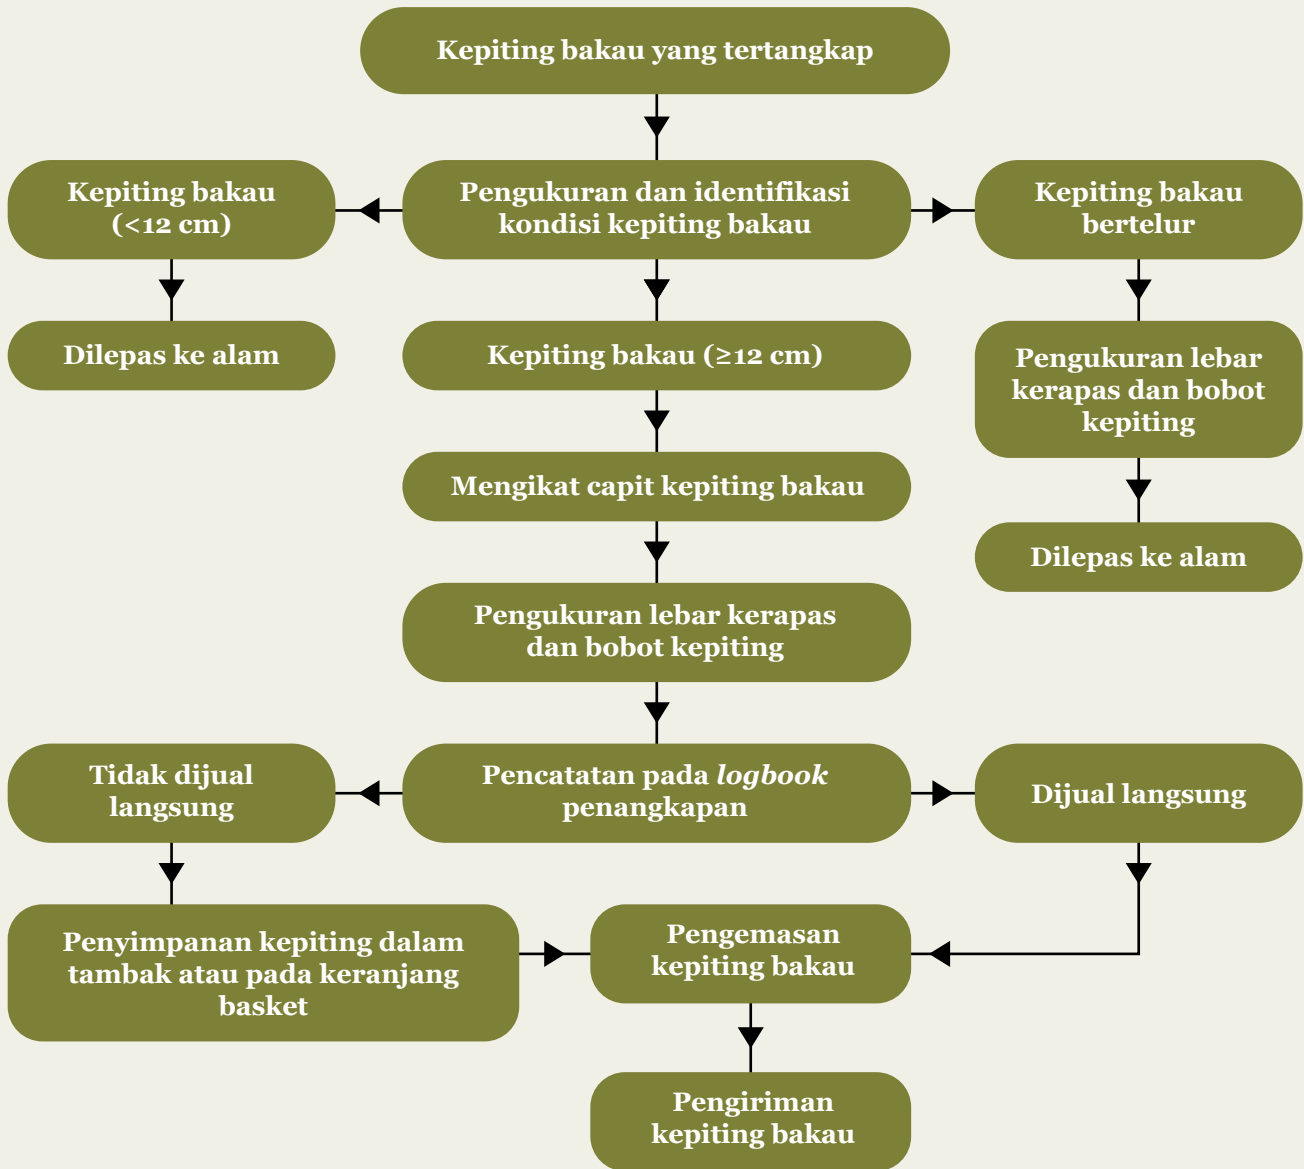 Kepiting bakau yang tertangkap
Kepiting bakau
(<12 cm)
Pengukuran dan identifikasi
kondisi kepiting bakau
Kepiting bakau
bertelur
Dilepas ke alam
Kepiting bakau (≥12 cm)
Pengukuran lebar
kerapas dan bobot
kepiting
Mengikat capit kepiting bakau
Dilepas ke alam
Pengukuran lebar kerapas
dan bobot kepiting
Tidak dijual
langsung
Pencatatan pada logbook
penangkapan
Dijual langsung
Penyimpanan kepiting dalam
tambak atau pada keranjang
basket
Pengemasan
kepiting bakau
Pengiriman
kepiting bakau